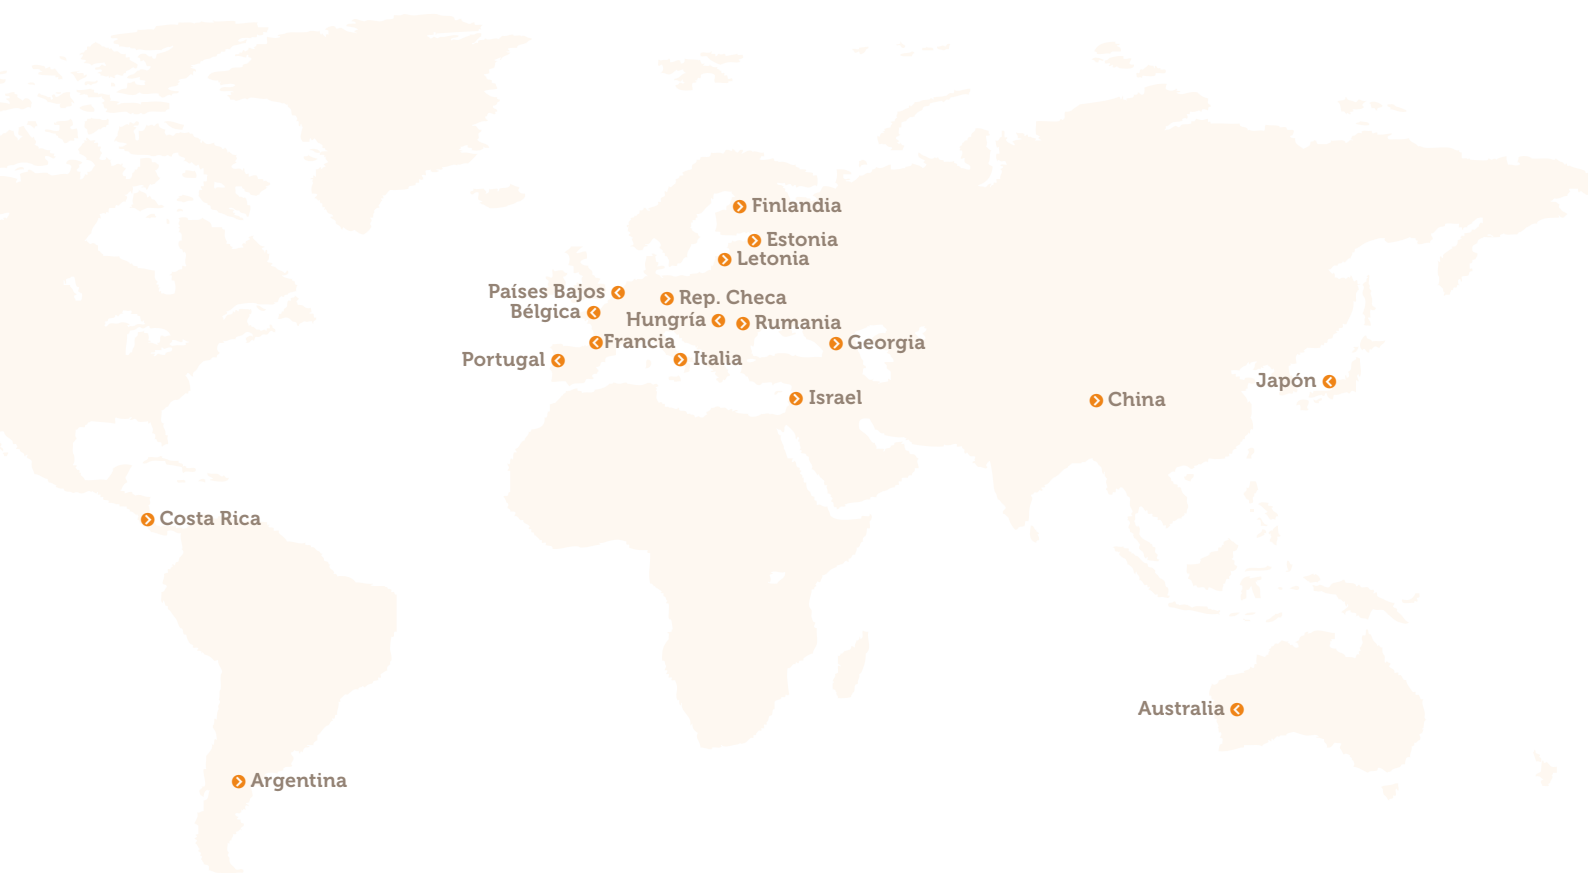 Finlandia
Estonia
Letonia
Países Bajos
Rep. Checa
Bélgica
Hungría
Rumania
Francia
Georgia
Portugal
Italia
Japón
Israel
China
Costa Rica
Australia
Argentina